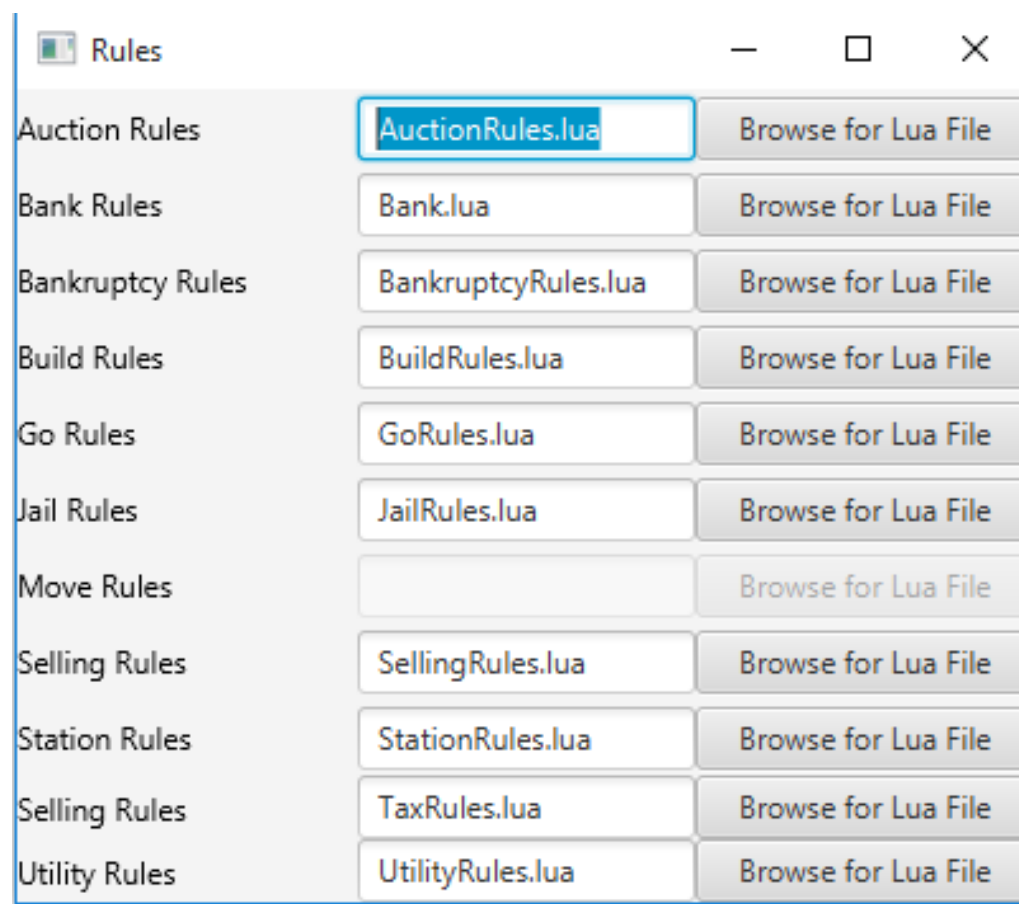 Rules
Auction Rules AuctionRules.lua Browse for Lua File
Bank Rules Bank.lua Browse for Lua File
Bankruptcy Rules BankruptcyRules.lua Browse for Lua File
Build Rules BuildRules.lua Browse for Lua File
Go Rules GoRules.lua Browse for Lua File
Jail Rules JailRules.lua Browse for Lua File
Move Rules Browse for Lua File
Selling Rules SellingRules.lua Browse for Lua File
Station Rules StationRules.lua Browse for Lua File
Selling Rules TaxRules.lua Browse for Lua File
Utility Rules UtilityRules.lua Browse for Lua File